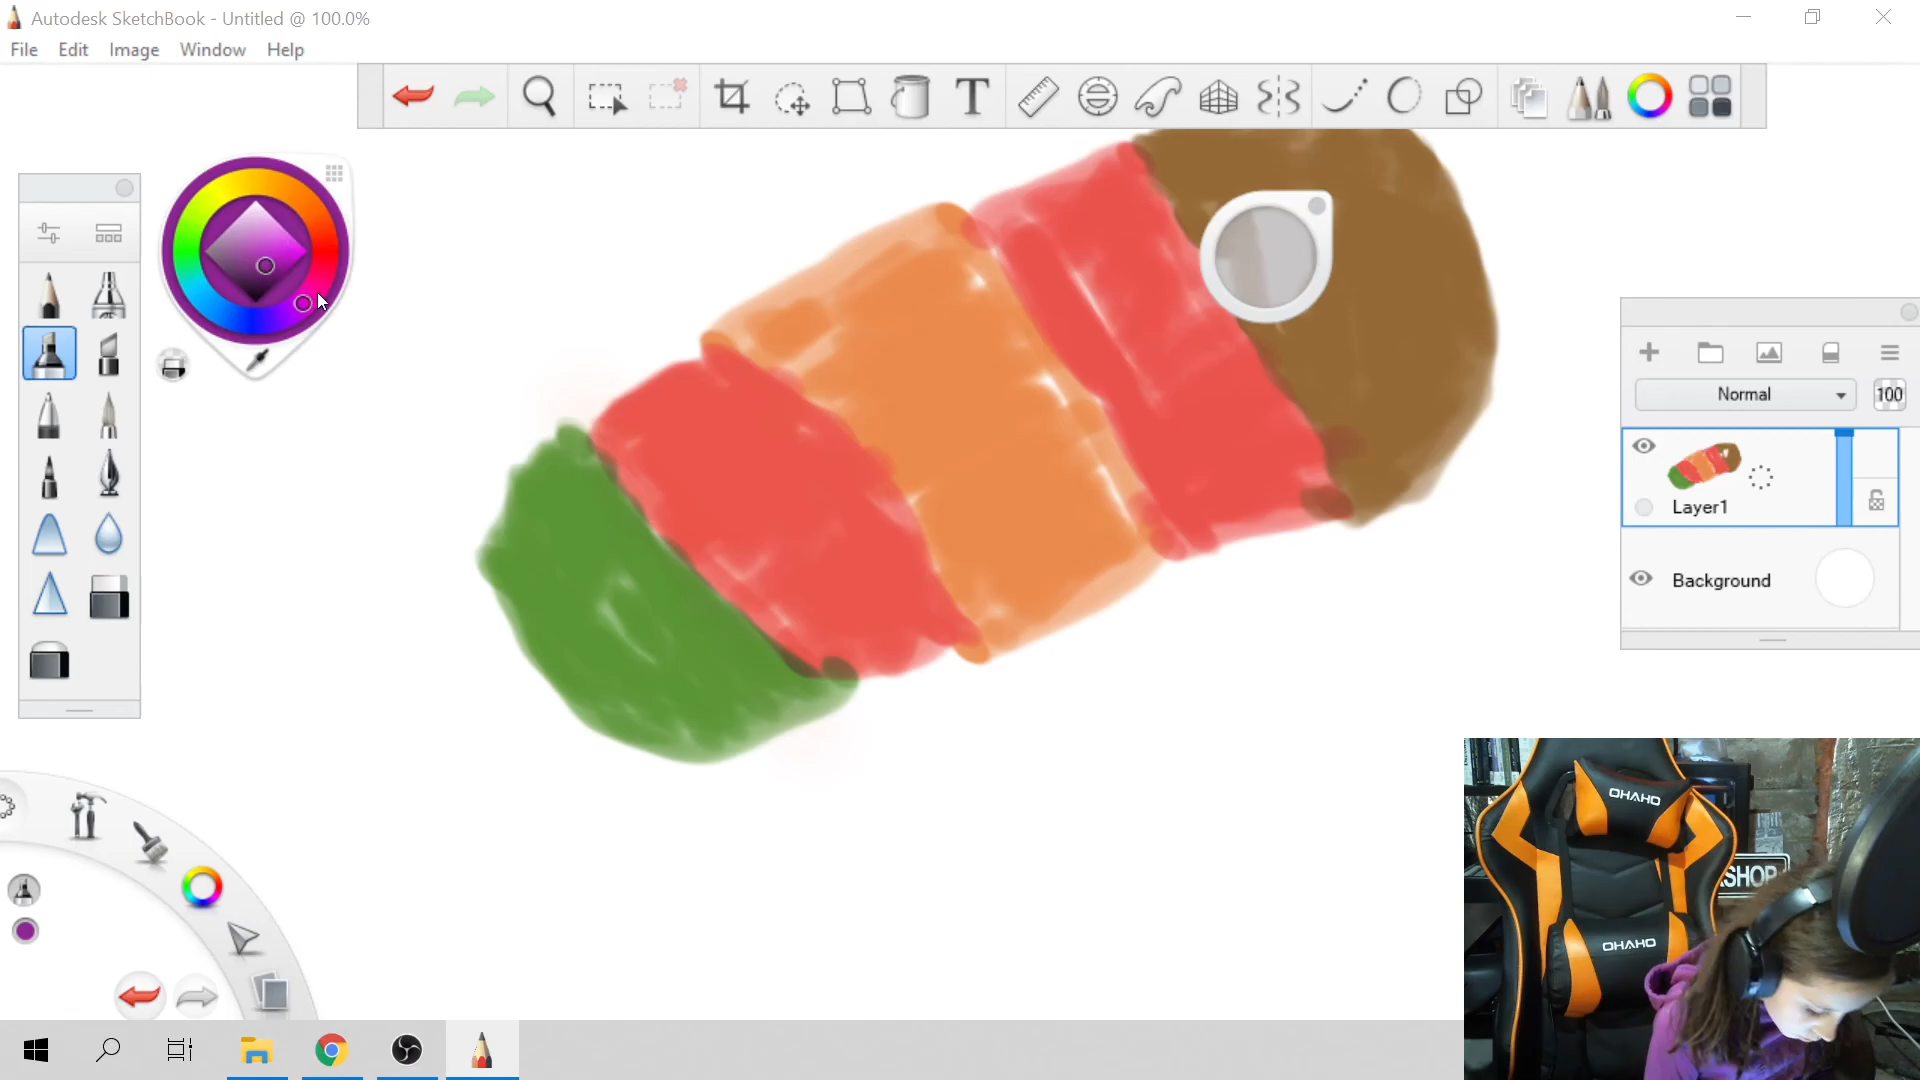 Autodesk SketchBook - Untitled @ 100.0%
File Edit Image Window Help
T
Normal 100
Layer1
Background
OHAHO
SHOP
OHAHO